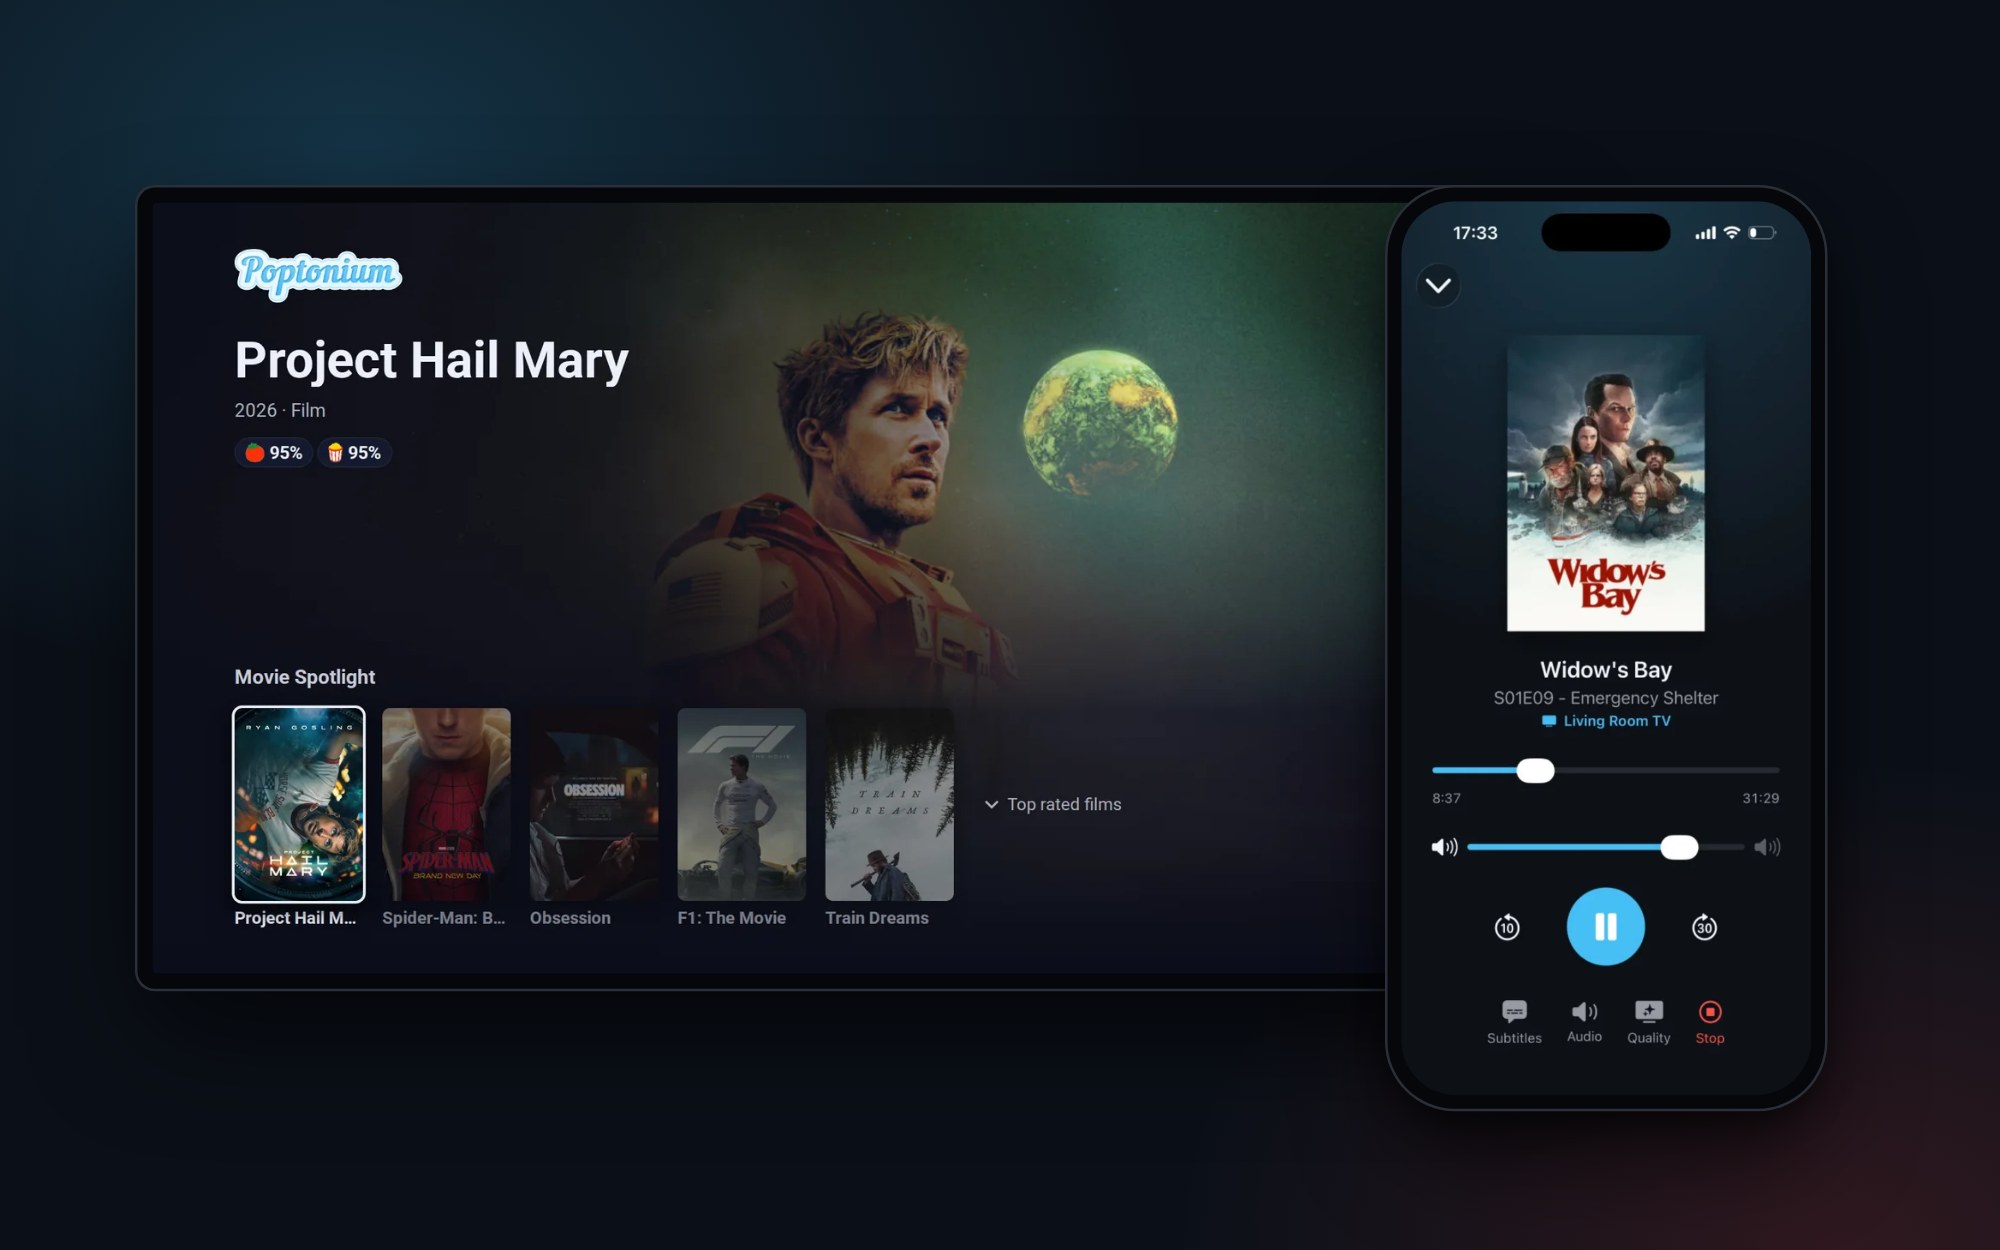 Poptonium
Project Hail Mary
2026 · Film
95% 95%
Movie Spotlight
RYAN GOSLING
PROJECT
HAIL
MARY
Project Hail M...
SPIDER-MAN
BRAND NEW DAY
Spider-Man: B...
OBSESSION
Obsession
F1
THE MOVIE
F1: The Movie
TRAIN
DREAMS
Train Dreams
Top rated films
17:33
Widow's
Bay
Widow's Bay
S01E09 - Emergency Shelter
Living Room TV
8:37 31:29
10 30
Subtitles Audio Quality Stop